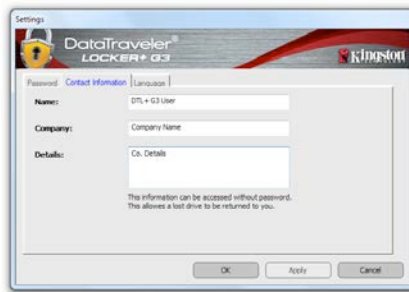 Settings
DataTraveler®
LOCKER+ G3
Kingston
Password Contact Information Language
Name: DTL+ G3 User
Company: Company Name
Details: Co. Details
This information can be accessed without password.
This allowes a lost drive to be returned to you.
OK Apply Cancel